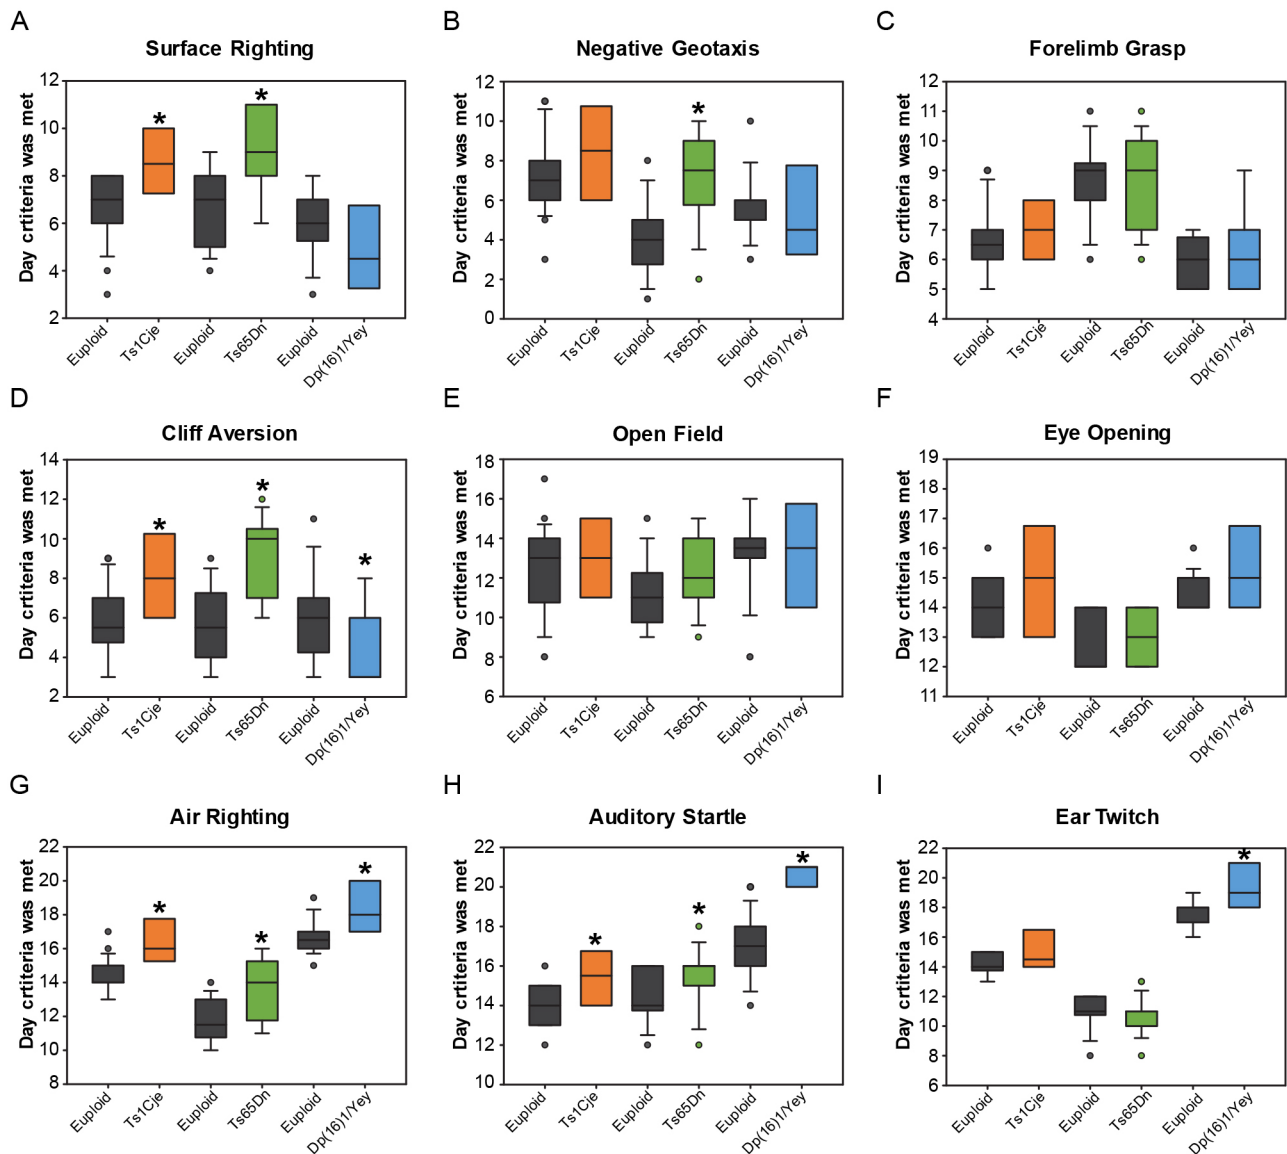 A
Surface Righting
Day crtiteria was met
12
10
8
6
4
2
*
*
Euploid
Ts1Cje
Euploid
Ts65Dn
Euploid
Dp(16)1/Yey
B
Negative Geotaxis
Day crtiteria was met
12
10
8
6
4
2
0
*
Euploid
Ts1Cje
Euploid
Ts65Dn
Euploid
Dp(16)1/Yey
C
Forelimb Grasp
Day crtiteria was met
12
11
10
9
8
7
6
5
4
Euploid
Ts1Cje
Euploid
Ts65Dn
Euploid
Dp(16)1/Yey
D
Cliff Aversion
Day crtiteria was met
14
12
10
8
6
4
2
*
*
*
Euploid
Ts1Cje
Euploid
Ts65Dn
Euploid
Dp(16)1/Yey
E
Open Field
Day crtiteria was met
18
16
14
12
10
8
6
Euploid
Ts1Cje
Euploid
Ts65Dn
Euploid
Dp(16)1/Yey
F
Eye Opening
Day crtiteria was met
19
18
17
16
15
14
13
12
11
Euploid
Ts1Cje
Euploid
Ts65Dn
Euploid
Dp(16)1/Yey
G
Air Righting
Day crtiteria was met
22
20
18
16
14
12
10
8
*
*
*
Euploid
Ts1Cje
Euploid
Ts65Dn
Euploid
Dp(16)1/Yey
H
Auditory Startle
Day crtiteria was met
22
20
18
16
14
12
10
*
*
*
Euploid
Ts1Cje
Euploid
Ts65Dn
Euploid
Dp(16)1/Yey
I
Ear Twitch
Day crtiteria was met
22
20
18
16
14
12
10
8
6
*
Euploid
Ts1Cje
Euploid
Ts65Dn
Euploid
Dp(16)1/Yey